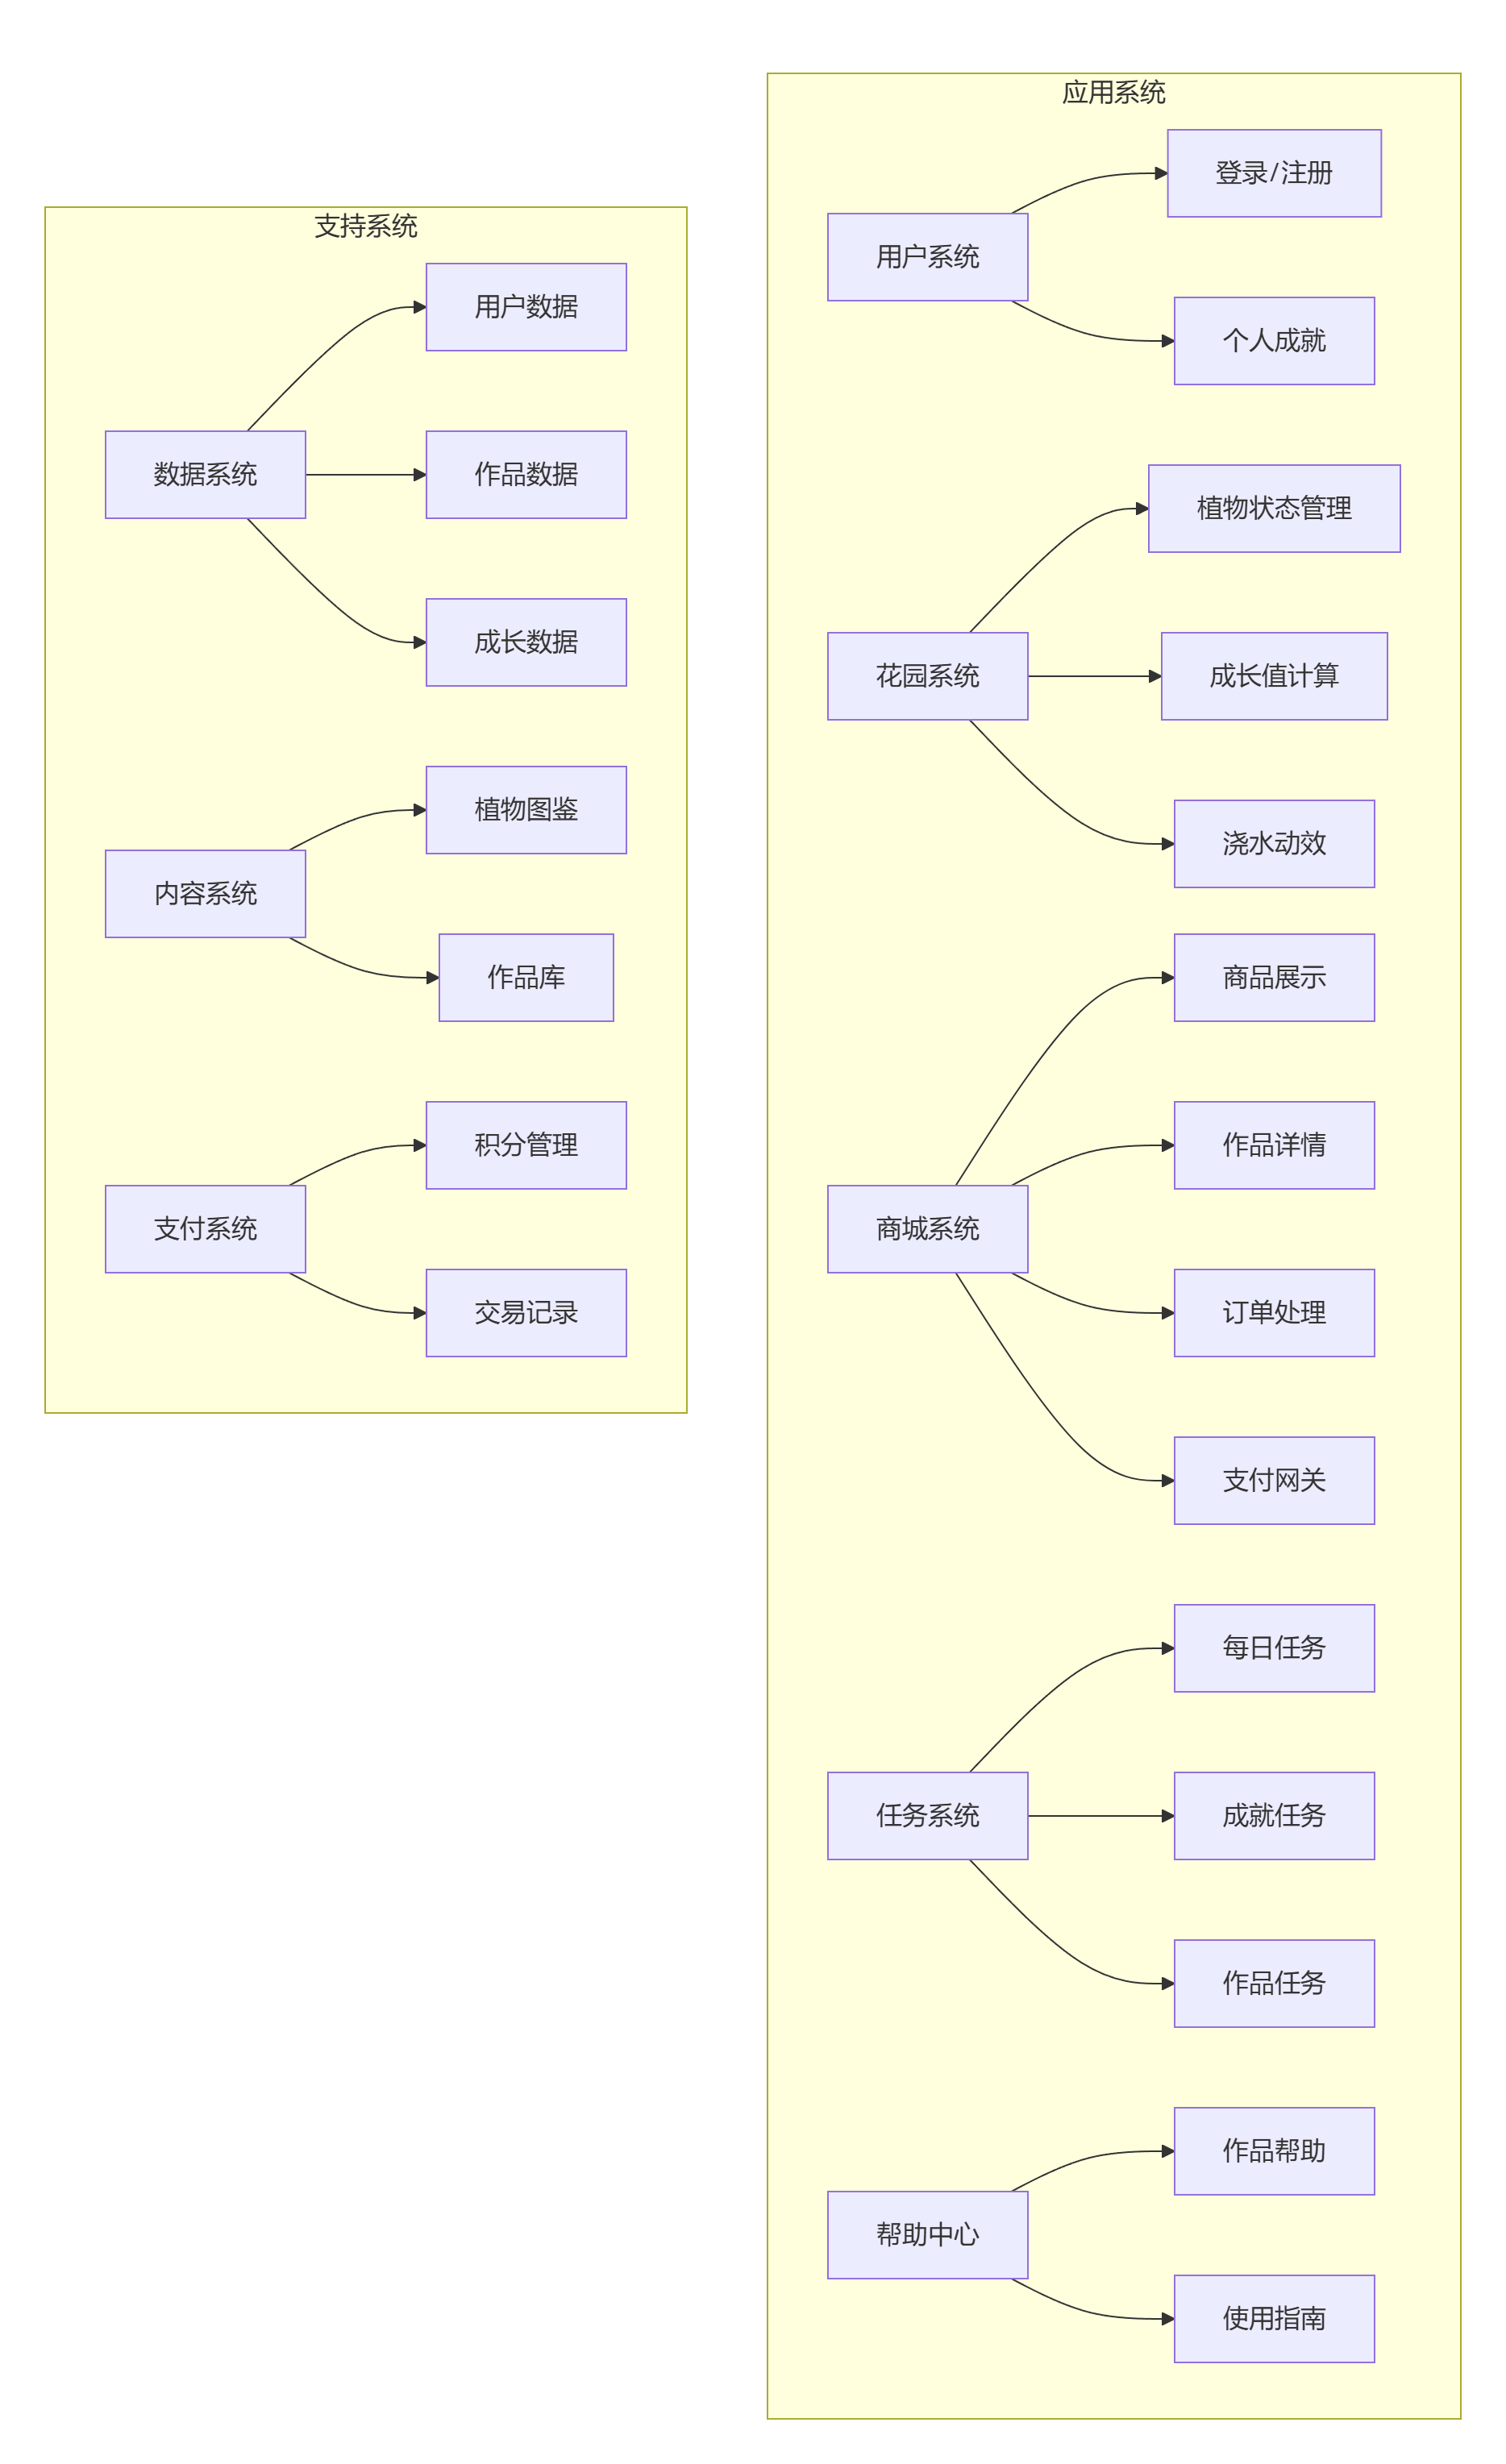 支持系统
数据系统
用户数据
作品数据
成长数据
内容系统
植物图鉴
作品库
支付系统
积分管理
交易记录
应用系统
用户系统
登录/注册
个人成就
花园系统
植物状态管理
成长值计算
浇水动效
商城系统
商品展示
作品详情
订单处理
支付网关
任务系统
每日任务
成就任务
作品任务
帮助中心
作品帮助
使用指南